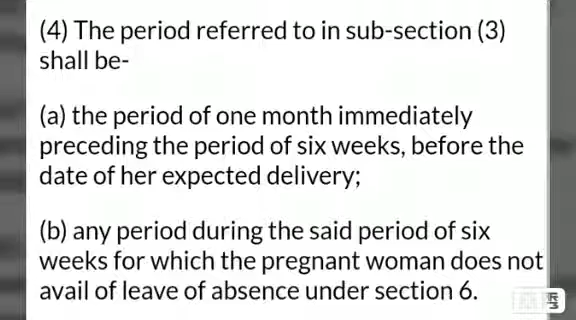 (4) The period referred to in sub-section (3)
shall be-
(a) the period of one month immediately
preceding the period of six weeks, before the
date of her expected delivery;
(b) any period during the said period of six
weeks for which the pregnant woman does not
avail of leave of absence under section 6.